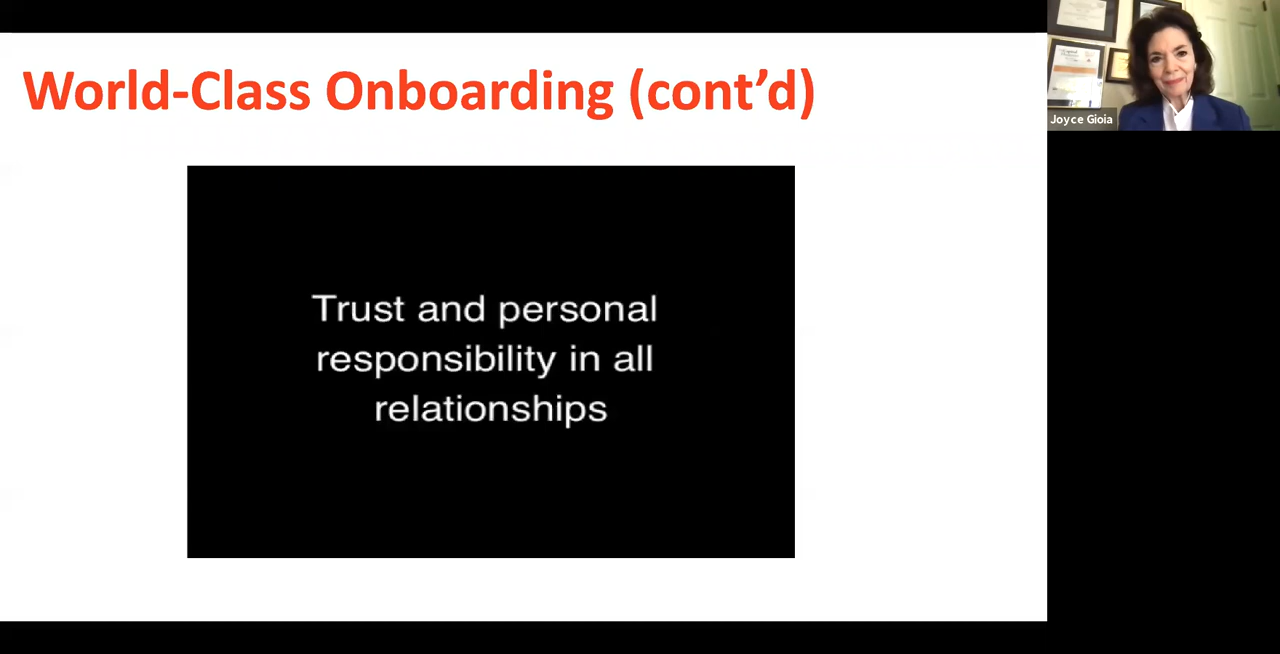 World-Class Onboarding (cont’d)
Trust and personal
responsibility in all
relationships
Joyce Gioia